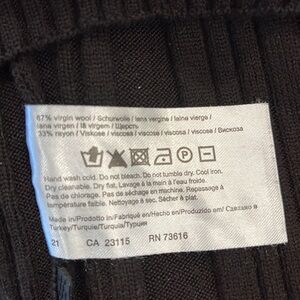 67% virgin wool / Schurwolle / lana vergine / laine vierge /
lana virgen / lã virgem / Шерсть
33% rayon / Viskose / viscosa / viscose / viscosa / viscose / Вискоза
P
Hand wash cold. Do not bleach. Do not tumble dry. Cool iron.
Dry cleanable. Dry flat. Lavage à la main à l'eau froide.
Pas de chlorage. Pas de séchage en machine. Repassage à
température faible. Nettoyage à sec. Sécher à plat.
Made in/Prodotto in/Fabriqué en/Hecho en/Produzido em/ Сделано в
Turkey/Turquie/Turquia/Турция
21 CA 23115 RN 73616